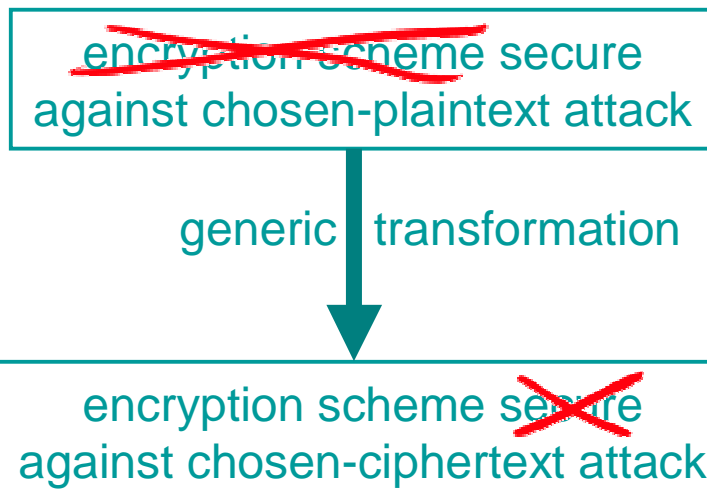 encryption scheme secure
against chosen-plaintext attack
generic transformation
encryption scheme secure
against chosen-ciphertext attack